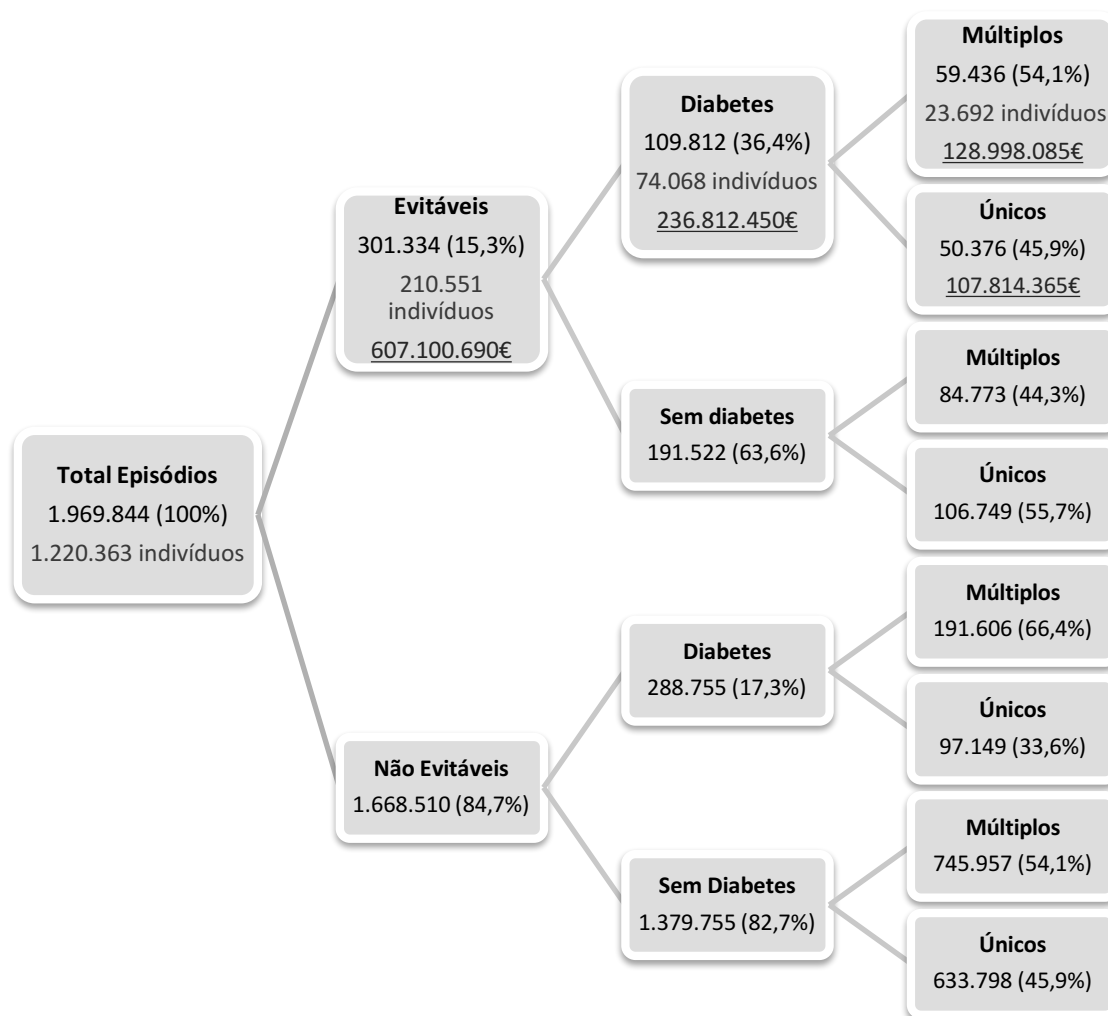 Total Episódios
1.969.844 (100%)
1.220.363 indivíduos
Evitáveis
301.334 (15,3%)
210.551
indivíduos
607.100.690€
Diabetes
109.812 (36,4%)
74.068 indivíduos
236.812.450€
Múltiplos
59.436 (54,1%)
23.692 indivíduos
128.998.085€
Únicos
50.376 (45,9%)
107.814.365€
Sem diabetes
191.522 (63,6%)
Múltiplos
84.773 (44,3%)
Únicos
106.749 (55,7%)
Não Evitáveis
1.668.510 (84,7%)
Diabetes
288.755 (17,3%)
Múltiplos
191.606 (66,4%)
Únicos
97.149 (33,6%)
Sem Diabetes
1.379.755 (82,7%)
Múltiplos
745.957 (54,1%)
Únicos
633.798 (45,9%)